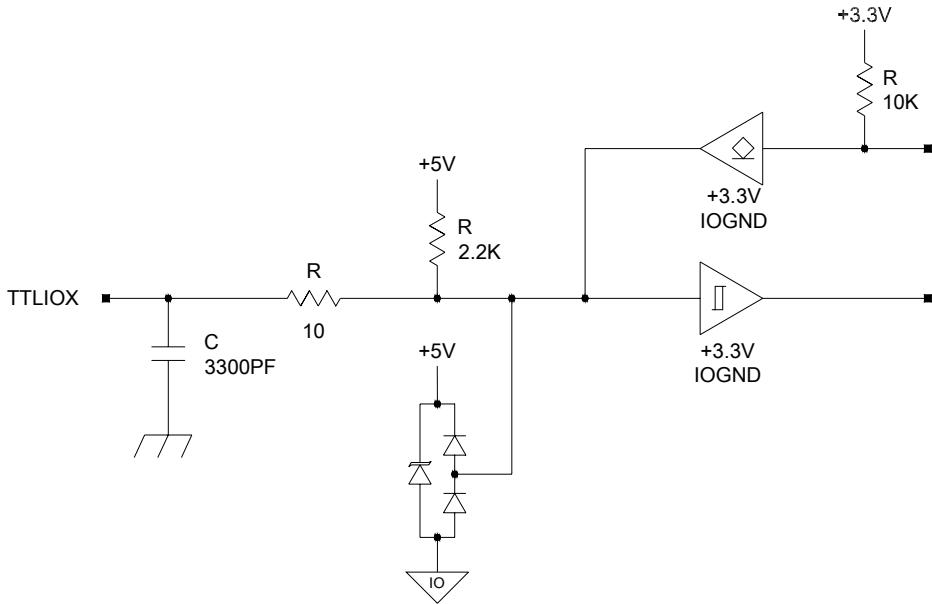 +3.3V
R
10K
+5V
+3.3V
IOGND
R
2.2K
R
TTLIOX
10
C
3300PF
+5V
+3.3V
IOGND
IO